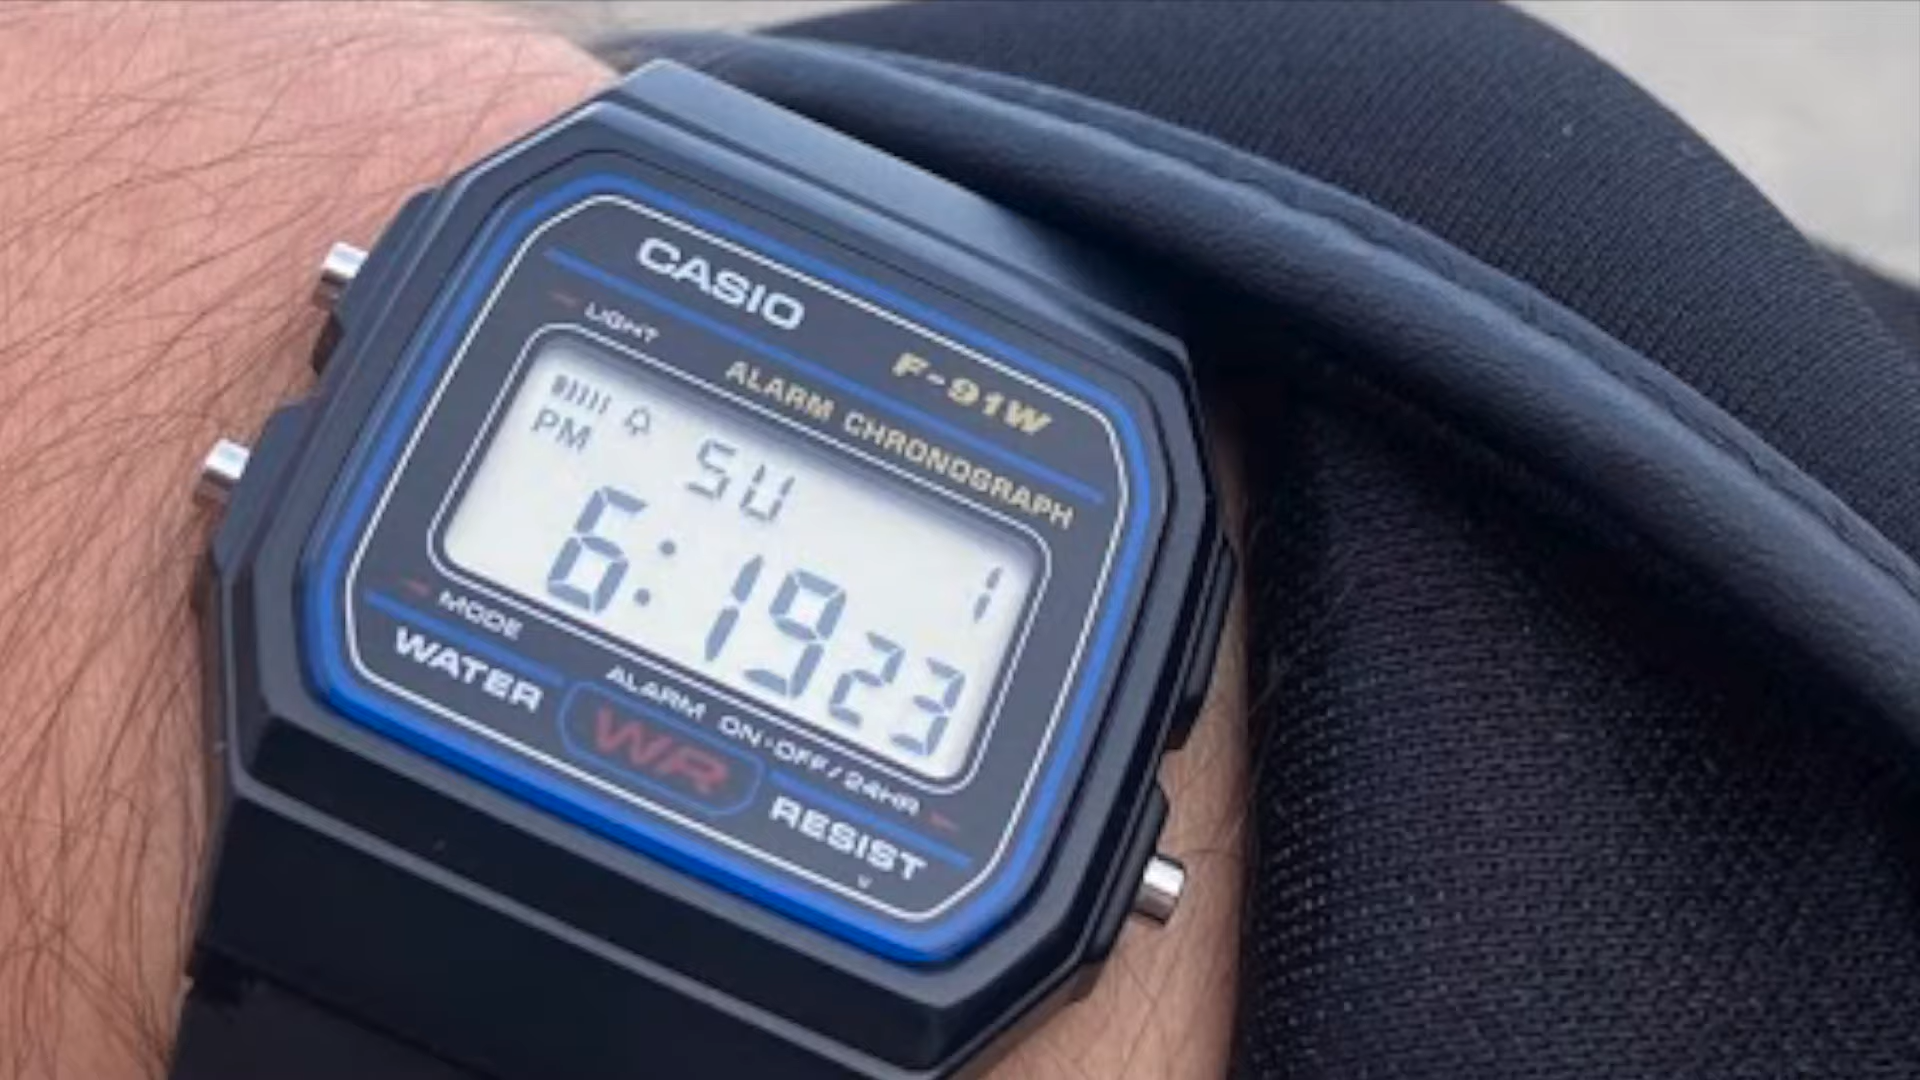 CASIO
F-91W
LIGHT
ALARM CHRONOGRAPH
PM
SU 1
6:19 23
MODE
ALARM ON·OFF/24HR
WATER WR RESIST